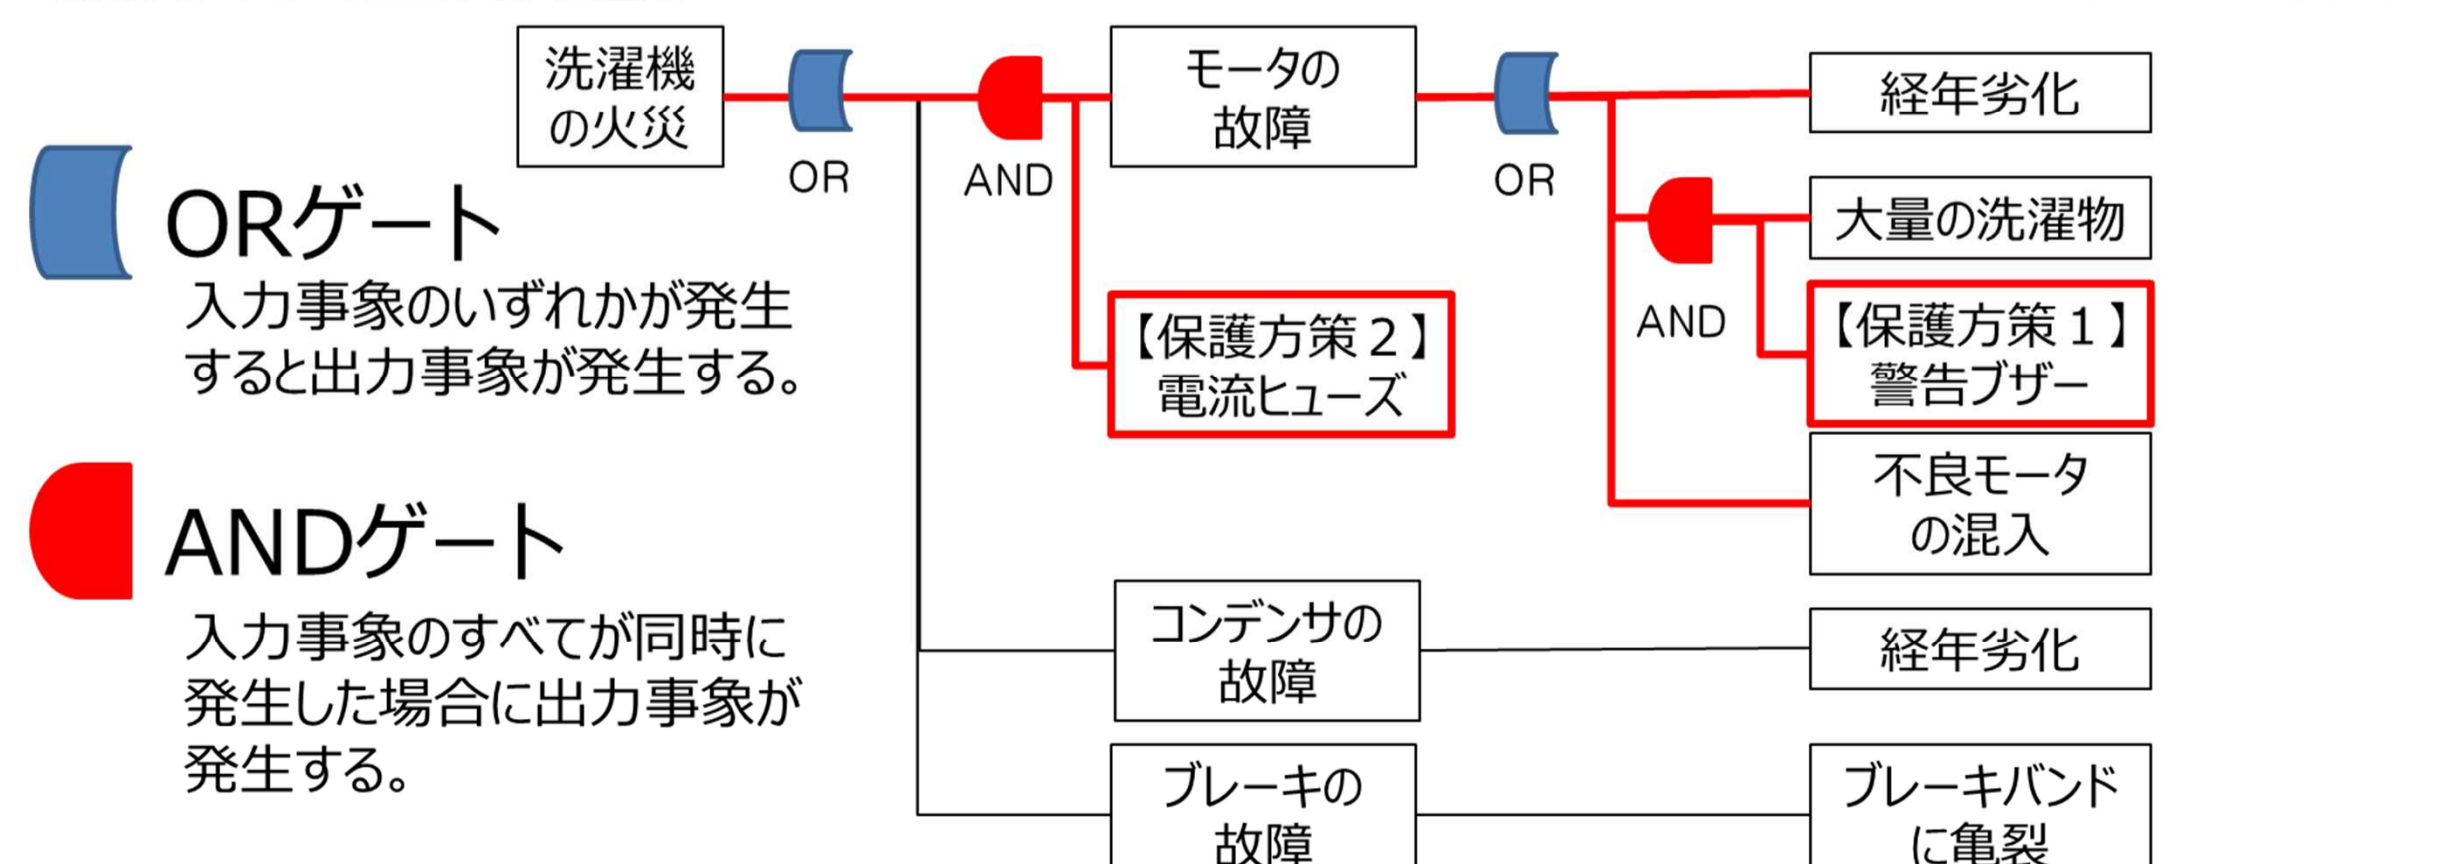 洗濯機
の火災
OR
AND
モータの
故障
OR
経年劣化
大量の洗濯物
AND
【保護方策１】
警告ブザー
【保護方策２】
電流ヒューズ
不良モータ
の混入
コンデンサの
故障
経年劣化
ブレーキの
故障
ブレーキバンド
に亀裂
ORゲート
入力事象のいずれかが発生
すると出力事象が発生する。
ANDゲート
入力事象のすべてが同時に
発生した場合に出力事象が
発生する。